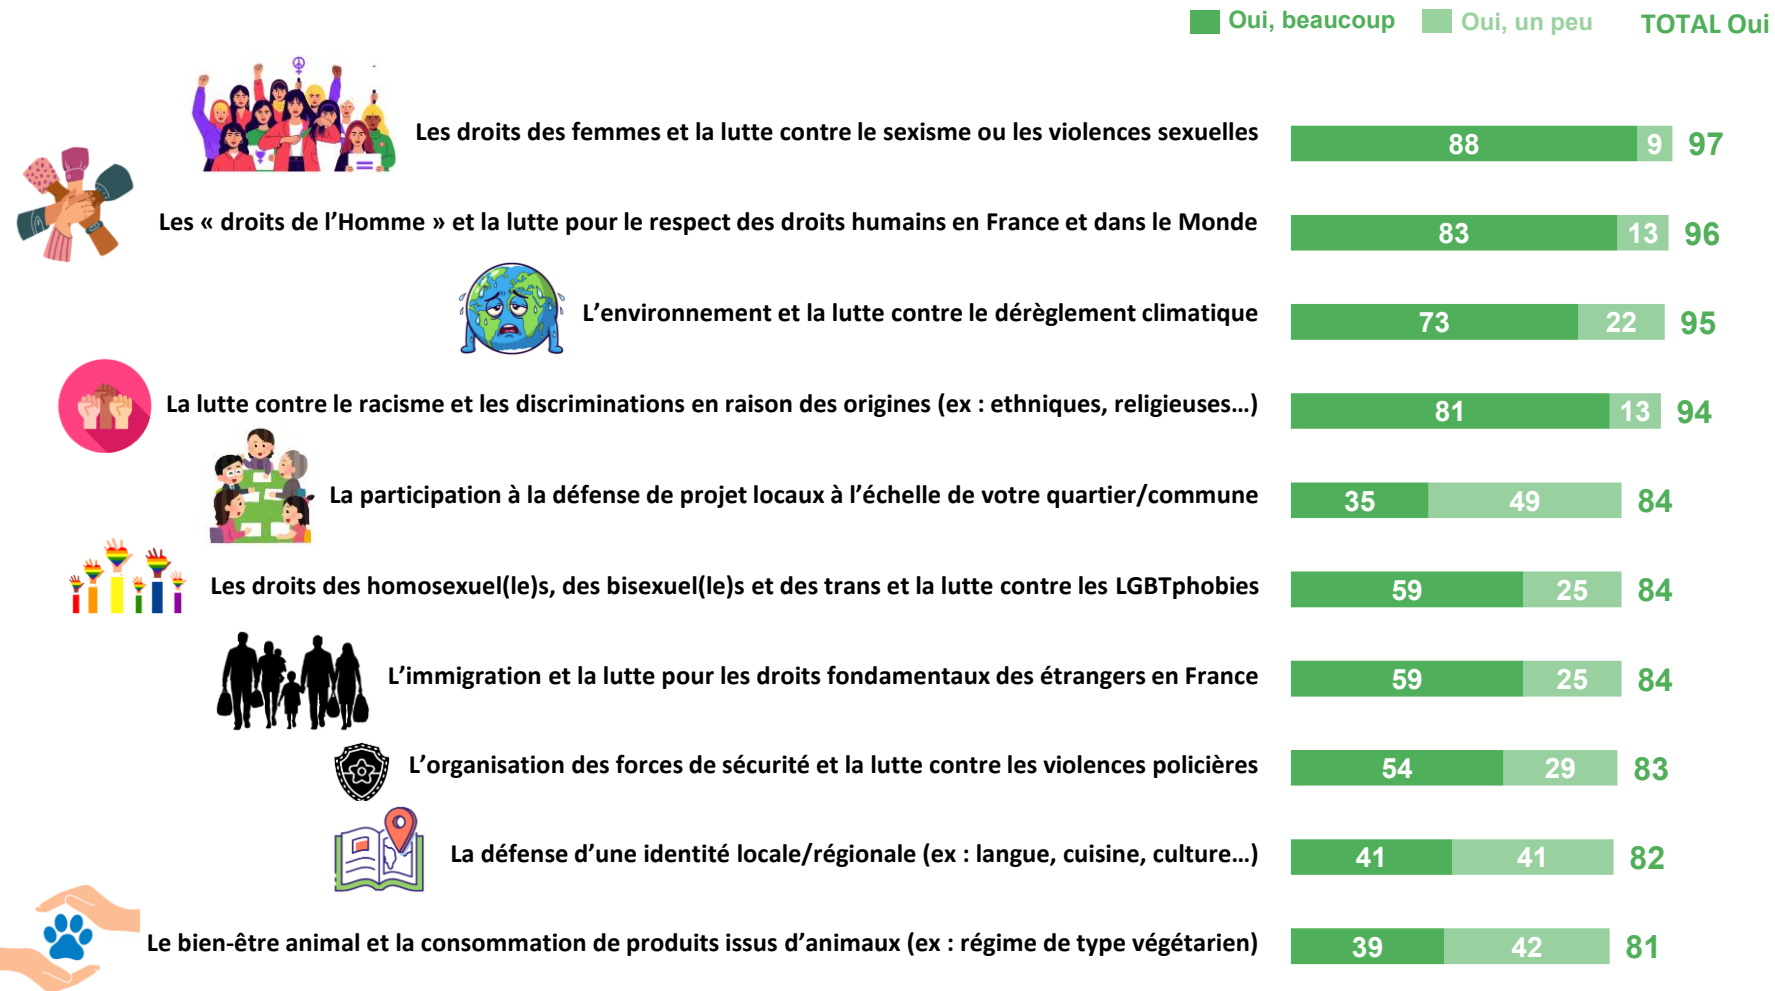 Oui, beaucoup Oui, un peu TOTAL Oui
Les droits des femmes et la lutte contre le sexisme ou les violences sexuelles 88 9 97
Les « droits de l'Homme » et la lutte pour le respect des droits humains en France et dans le Monde 83 13 96
L'environnement et la lutte contre le dérèglement climatique 73 22 95
La lutte contre le racisme et les discriminations en raison des origines (ex : ethniques, religieuses…) 81 13 94
La participation à la défense de projet locaux à l'échelle de votre quartier/commune 35 49 84
Les droits des homosexuel(le)s, des bisexuel(le)s et des trans et la lutte contre les LGBTphobies 59 25 84
L'immigration et la lutte pour les droits fondamentaux des étrangers en France 59 25 84
L'organisation des forces de sécurité et la lutte contre les violences policières 54 29 83
La défense d'une identité locale/régionale (ex : langue, cuisine, culture…) 41 41 82
Le bien-être animal et la consommation de produits issus d'animaux (ex : régime de type végétarien) 39 42 81